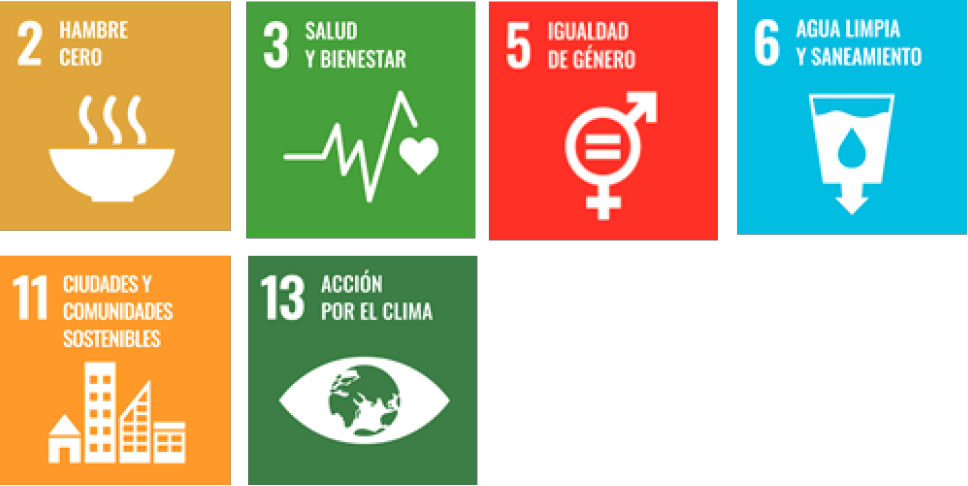 2 HAMBRE
CERO
3 SALUD
Y BIENESTAR
5 IGUALDAD
DE GÉNERO
6 AGUA LIMPIA
Y SANEAMIENTO
11 CIUDADES Y
COMUNIDADES
SOSTENIBLES
13 ACCIÓN
POR EL CLIMA